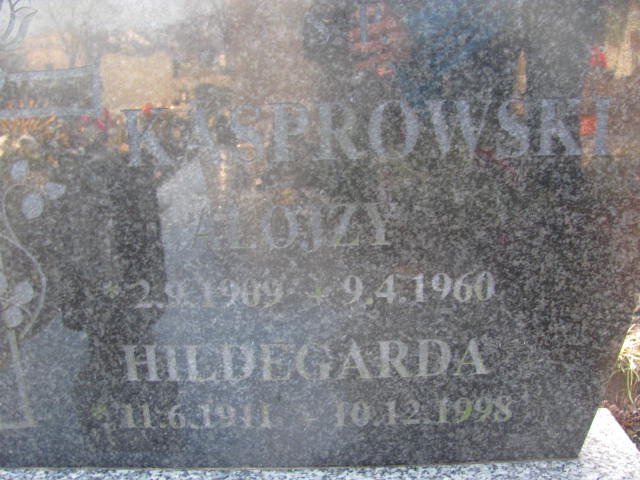 KASPROWSKI
ALOJZY
* 2.9.1909 + 9.4.1960
HILDEGARDA
* 11.6.1911 - 10.12.1998